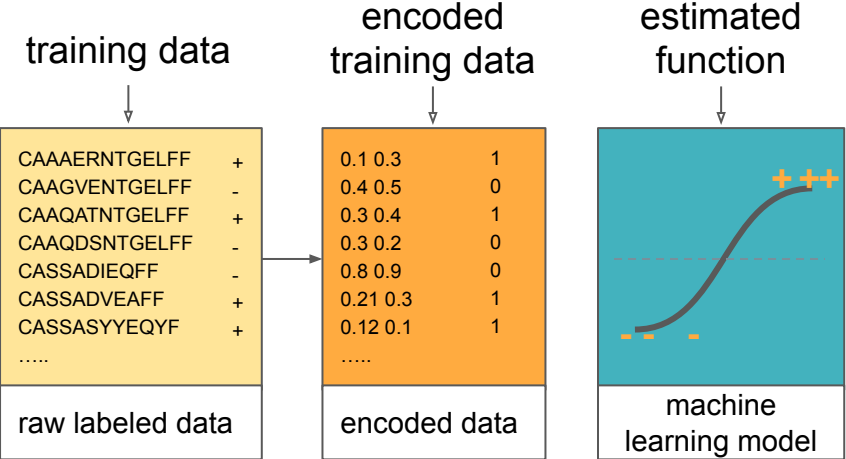 training data
encoded
training data
estimated
function
CAAAERNTGELFF +
CAAGVENTGELFF -
CAAQATNTGELFF +
CAAQDSNTGELFF -
CASSADIEQFF -
CASSADVEAFF +
CASSASYYEQYF +
…..
raw labeled data
0.1 0.3 1
0.4 0.5 0
0.3 0.4 1
0.3 0.2 0
0.8 0.9 0
0.21 0.3 1
0.12 0.1 1
…..
encoded data
+ ++
- - -
machine
learning model